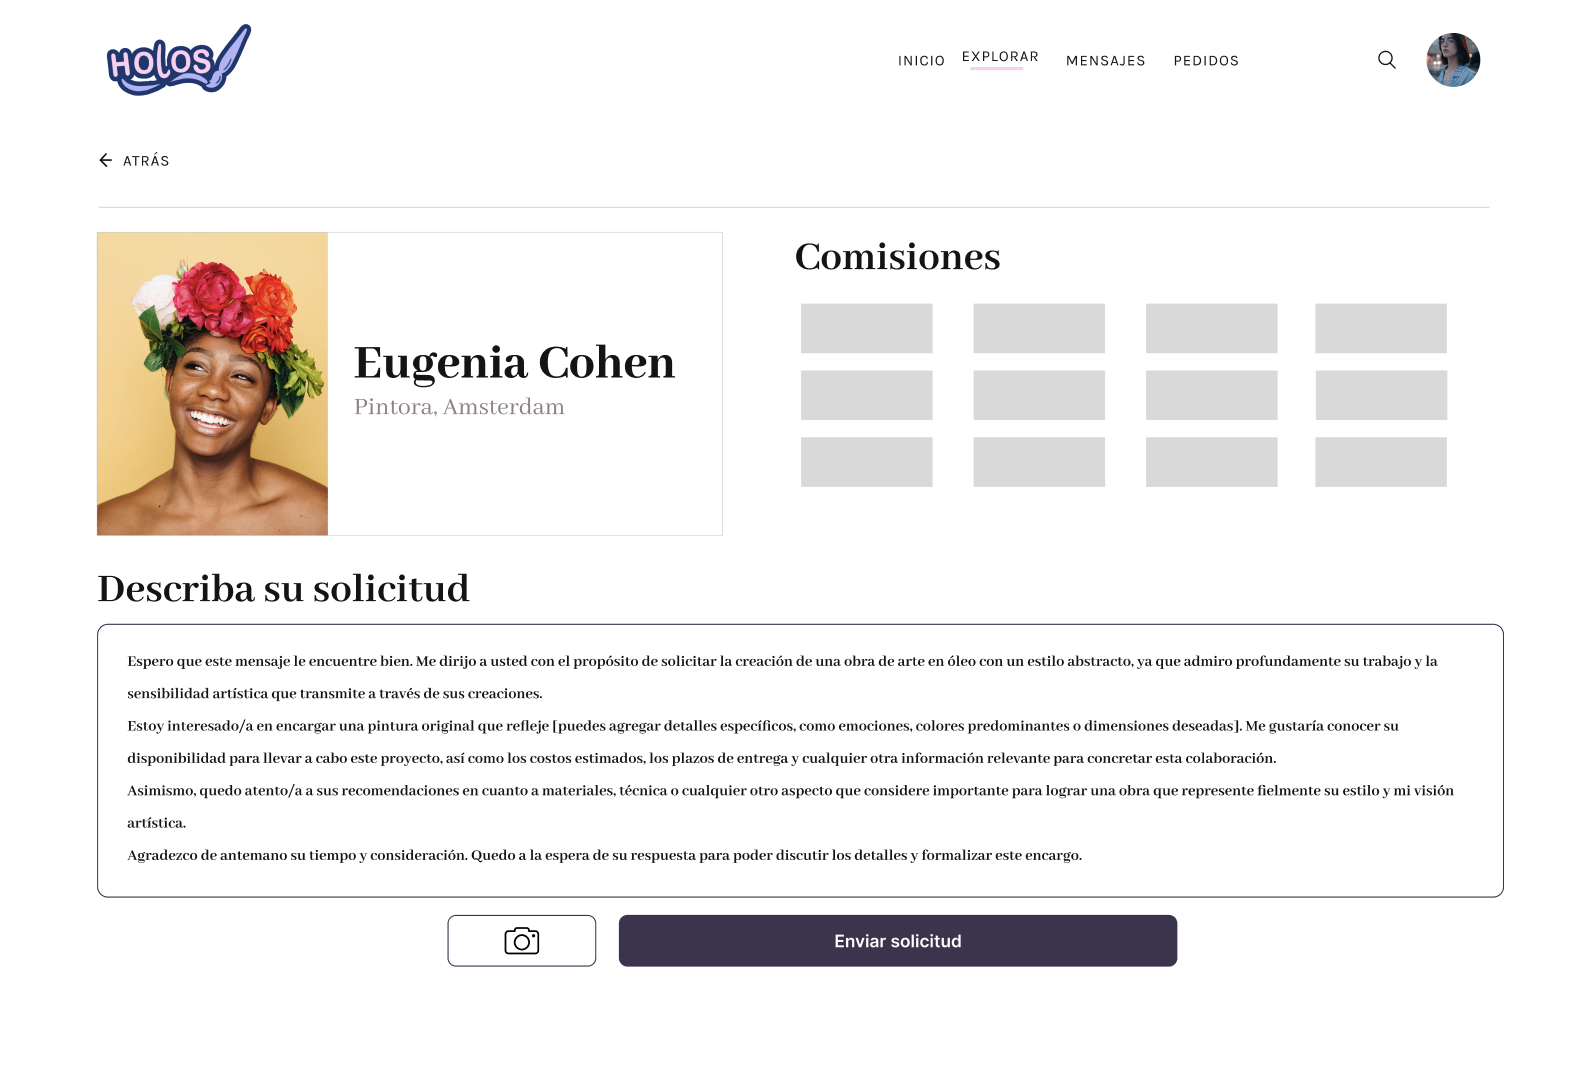 HOLOS
INICIO
EXPLORAR
MENSAJES
PEDIDOS
ATRÁS
Eugenia Cohen
Pintora, Amsterdam
Comisiones
Describa su solicitud
Espero que este mensaje le encuentre bien. Me dirijo a usted con el propósito de solicitar la creación de una obra de arte en óleo con un estilo abstracto, ya que admiro profundamente su trabajo y la
sensibilidad artística que transmite a través de sus creaciones.
Estoy interesado/a en encargar una pintura original que refleje [puedes agregar detalles específicos, como emociones, colores predominantes o dimensiones deseadas]. Me gustaría conocer su
disponibilidad para llevar a cabo este proyecto, así como los costos estimados, los plazos de entrega y cualquier otra información relevante para concretar esta colaboración.
Asimismo, quedo atento/a a sus recomendaciones en cuanto a materiales, técnica o cualquier otro aspecto que considere importante para lograr una obra que represente fielmente su estilo y mi visión
artística.
Agradezco de antemano su tiempo y consideración. Quedo a la espera de su respuesta para poder discutir los detalles y formalizar este encargo.
Enviar solicitud